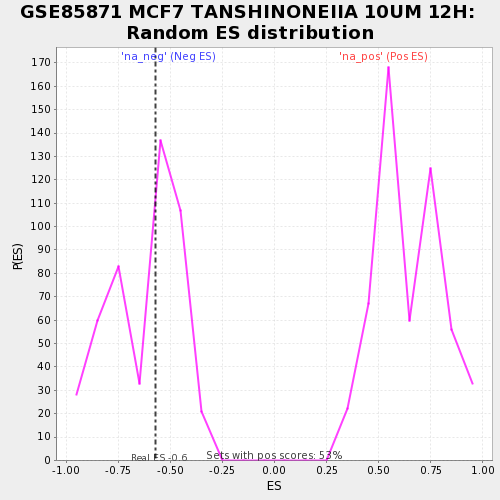 GSE85871 MCF7 TANSHINONEIIA 10UM 12H:
Random ES distribution
'na_neg' (Neg ES)
'na_pos' (Pos ES)
170
160
150
140
130
120
110
100
90
80
70
60
50
40
30
20
10
0
P(ES)
Real ES -0.6
Sets with pos scores: 53%
-1.00 -0.75 -0.50 -0.25 0.00 0.25 0.50 0.75 1.00
ES